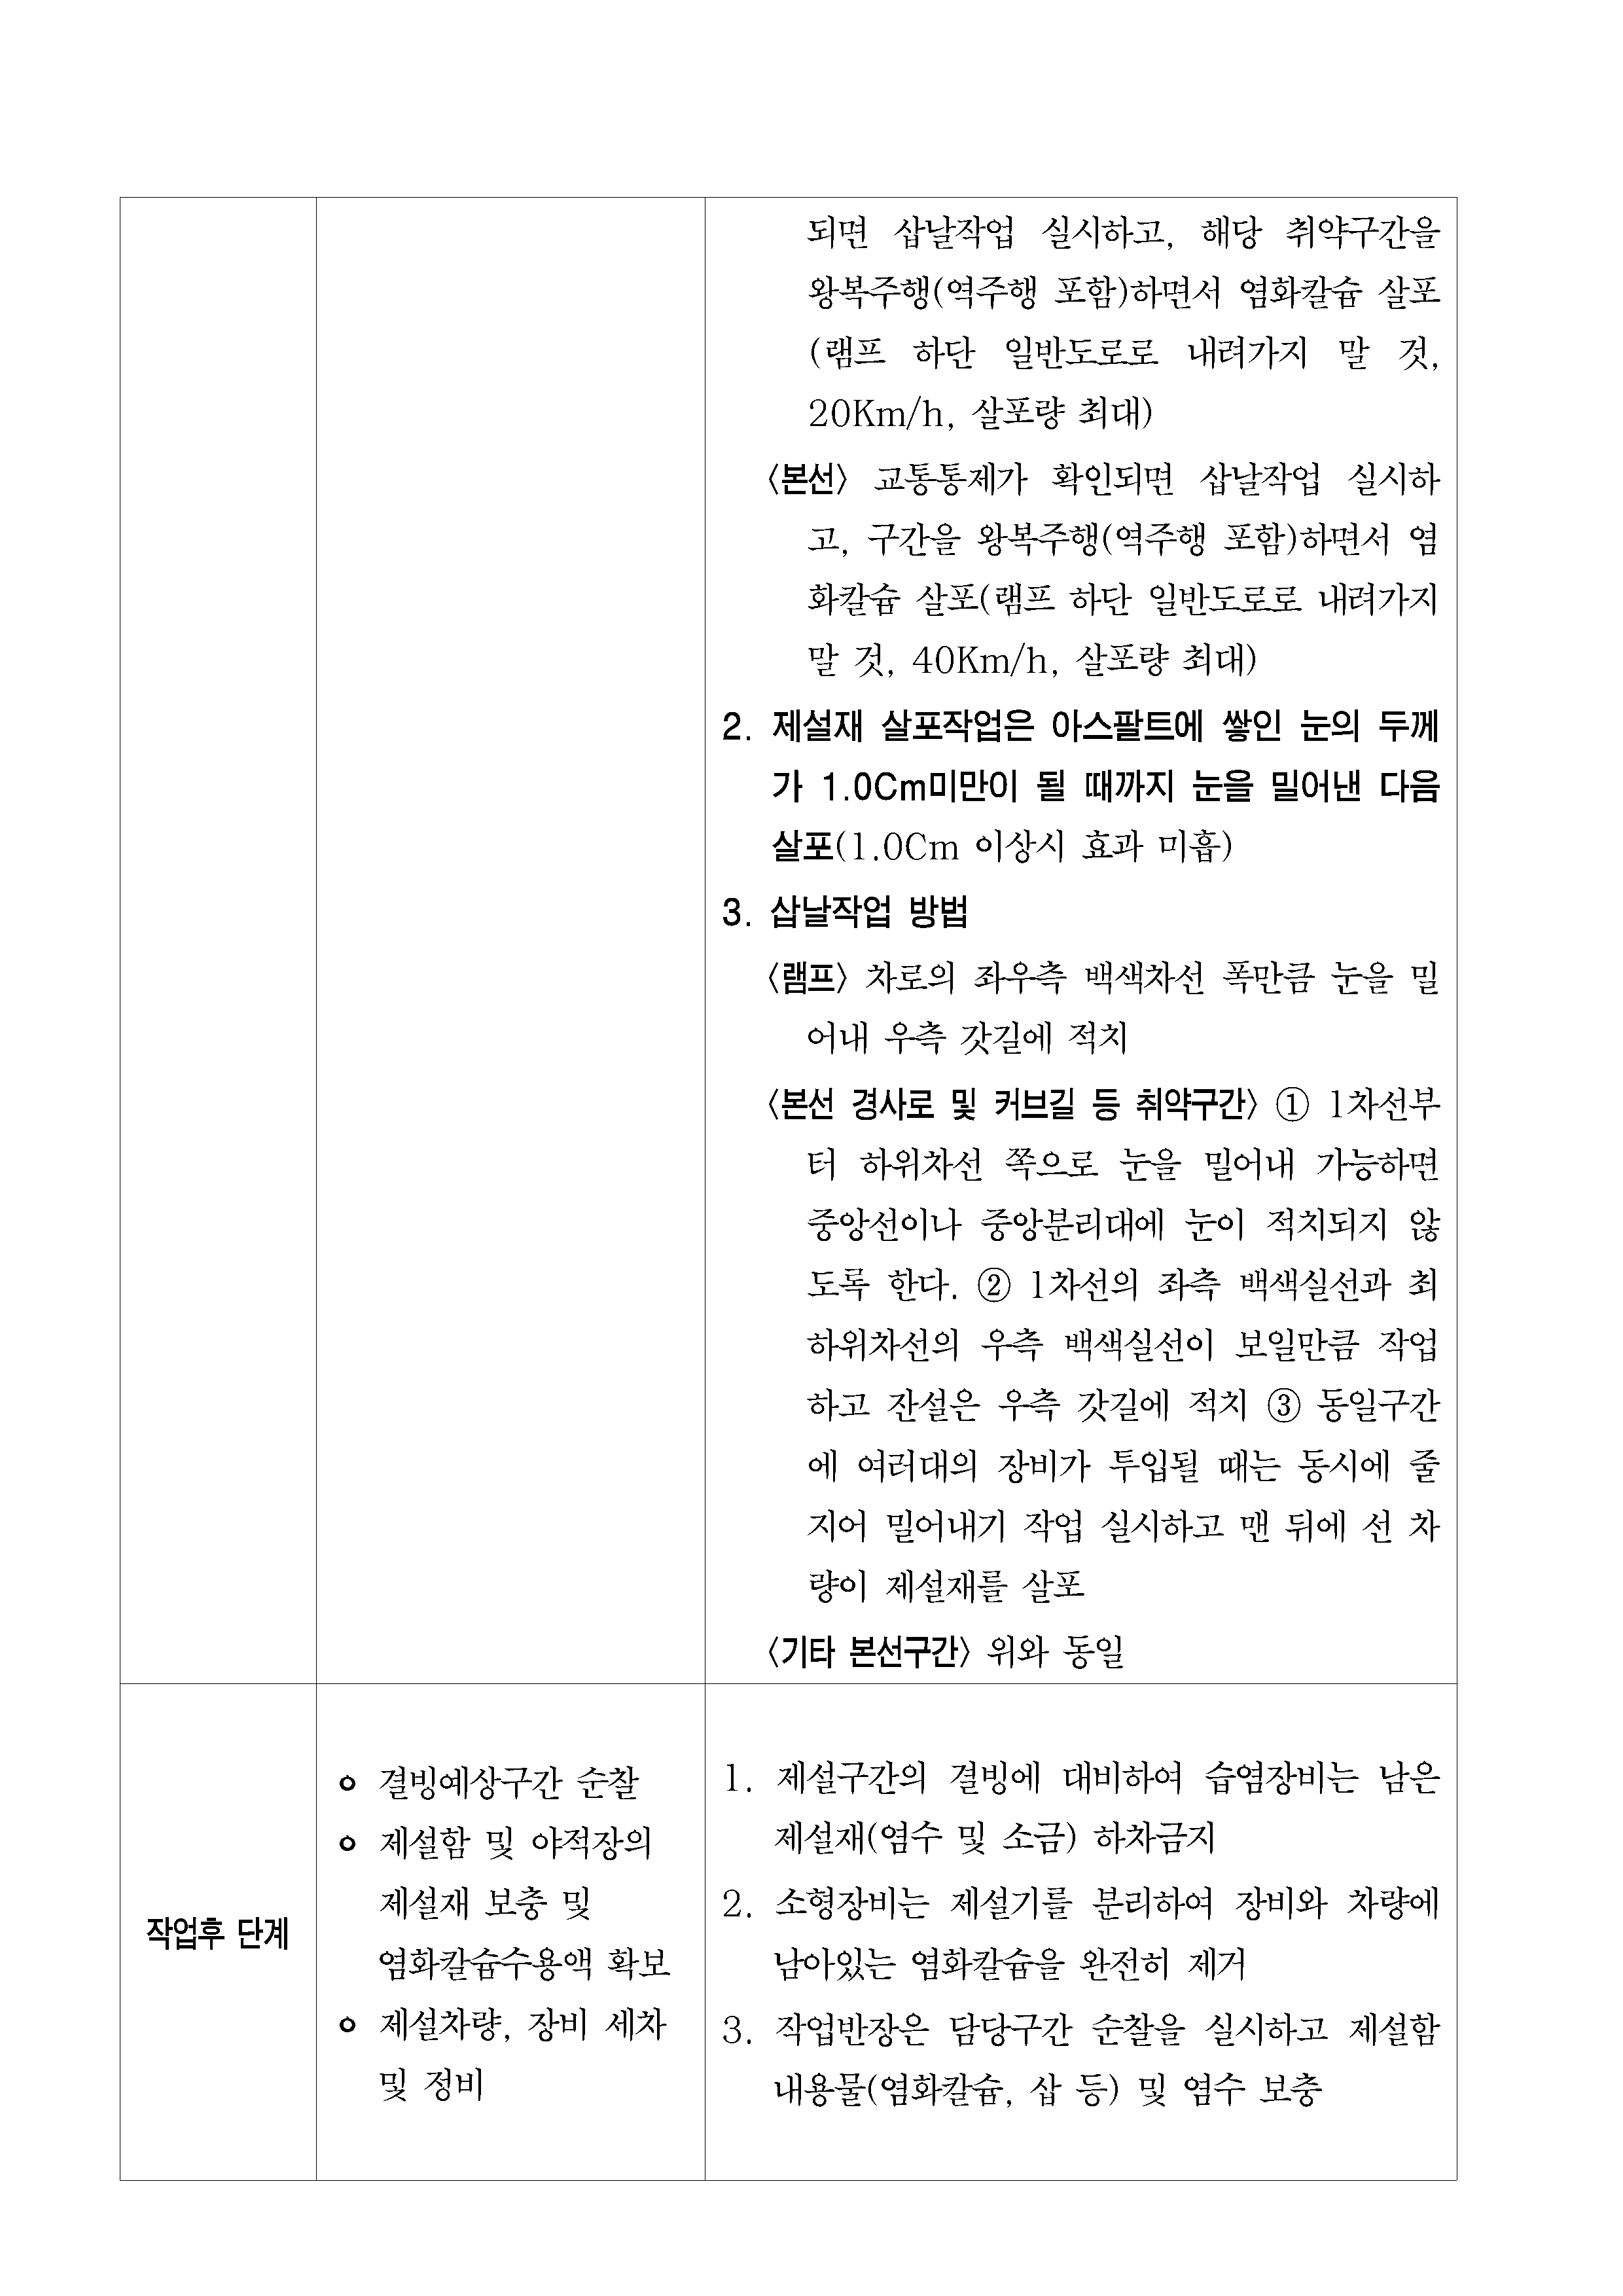 되면 삽날작업 실시하고, 해당 취약구간을
왕복주행(역주행 포함)하면서 염화칼슘 살포
(램프 하단 일반도로로 내려가지 말 것,
20Km/h, 살포량 최대)
〈본선〉 교통통제가 확인되면 삽날작업 실시하
고, 구간을 왕복주행(역주행 포함)하면서 염
화칼슘 살포(램프 하단 일반도로로 내려가지
말 것, 40Km/h, 살포량 최대)
2. 제설재 살포작업은 아스팔트에 쌓인 눈의 두께
가 1.0Cm미만이 될 때까지 눈을 밀어낸 다음
살포(1.0Cm 이상시 효과 미흡)
3. 삽날작업 방법
〈램프〉 차로의 좌우측 백색차선 폭만큼 눈을 밀
어내 우측 갓길에 적치
〈본선 경사로 및 커브길 등 취약구간〉 ① 1차선부
터 하위차선 쪽으로 눈을 밀어내 가능하면
중앙선이나 중앙분리대에 눈이 적치되지 않
도록 한다. ② 1차선의 좌측 백색실선과 최
하위차선의 우측 백색실선이 보일만큼 작업
하고 잔설은 우측 갓길에 적치 ③ 동일구간
에 여러대의 장비가 투입될 때는 동시에 줄
지어 밀어내기 작업 실시하고 맨 뒤에 선 차
량이 제설재를 살포
〈기타 본선구간〉 위와 동일
작업후 단계
ㅇ 결빙예상구간 순찰
ㅇ 제설함 및 야적장의
제설재 보충 및
염화칼슘수용액 확보
ㅇ 제설차량, 장비 세차
및 정비
1. 제설구간의 결빙에 대비하여 습염장비는 남은
제설재(염수 및 소금) 하차금지
2. 소형장비는 제설기를 분리하여 장비와 차량에
남아있는 염화칼슘을 완전히 제거
3. 작업반장은 담당구간 순찰을 실시하고 제설함
내용물(염화칼슘, 삽 등) 및 염수 보충